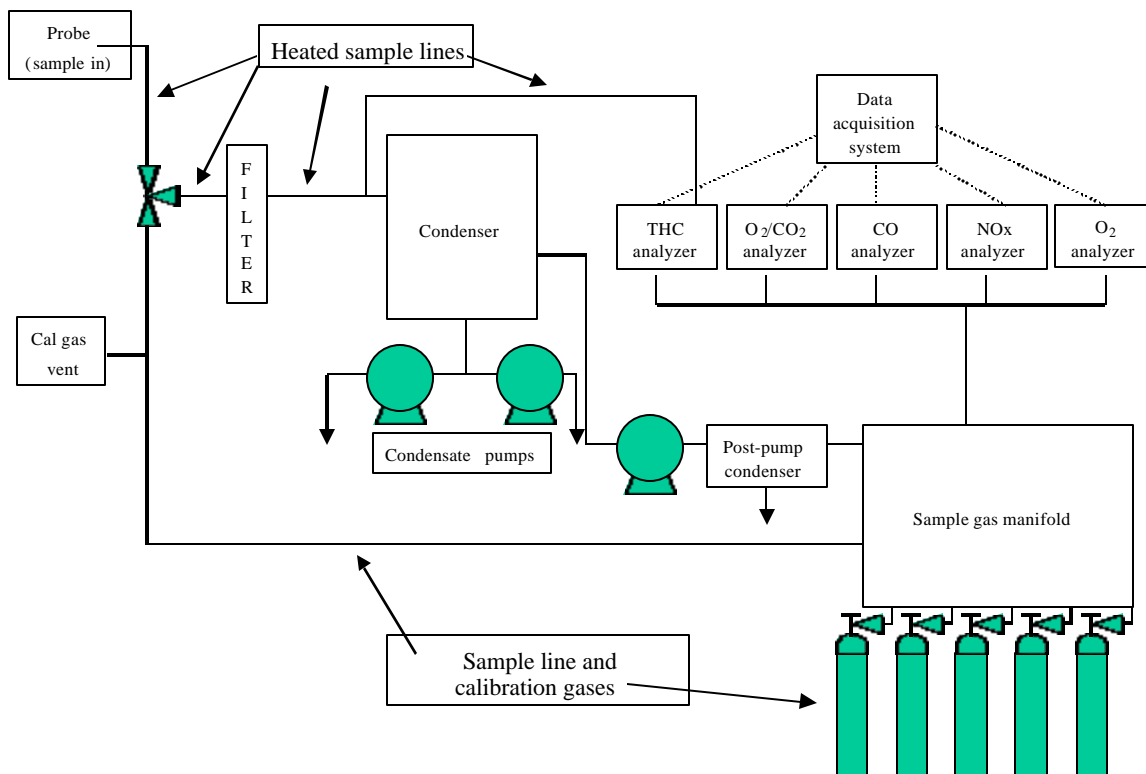 Probe
(sample in)
Heated sample lines
Data
acquisition
system
F
I
L
T
E
R
Condenser
THC
analyzer
O2/CO2
analyzer
CO
analyzer
NOx
analyzer
O2
analyzer
Cal gas
vent
Condensate pumps
Post-pump
condenser
Sample gas manifold
Sample line and
calibration gases